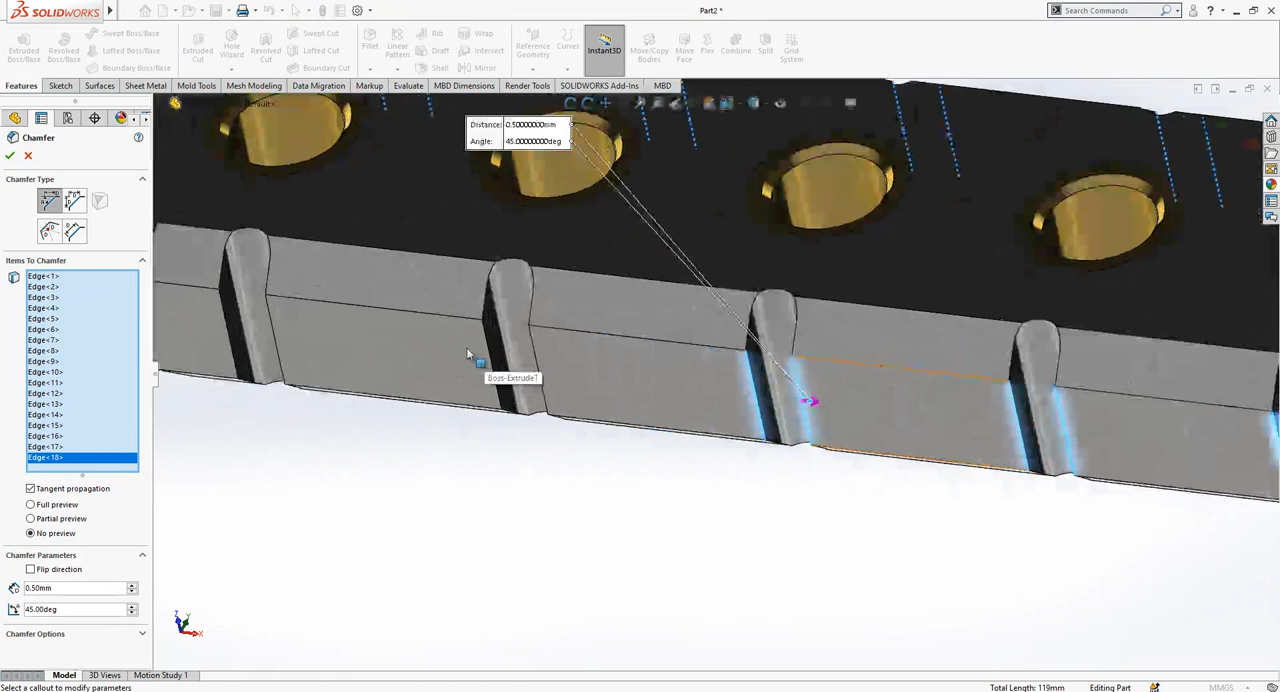 SOLIDWORKS
Part2 *
Search Commands
Extruded Boss/Base
Revolved Boss/Base
Swept Boss/Base
Lofted Boss/Base
Boundary Boss/Base
Extruded Cut
Hole Wizard
Revolved Cut
Swept Cut
Lofted Cut
Boundary Cut
Fillet
Linear Pattern
Rib
Draft
Shell
Wrap
Intersect
Mirror
Reference Geometry
Curves
Instant3D
Move/Copy Bodies
Move Face
Flex
Combine
Split
Grid System
Features
Sketch
Surfaces
Sheet Metal
Mold Tools
Mesh Modeling
Data Migration
Markup
Evaluate
MBD Dimensions
Render Tools
SOLIDWORKS Add-Ins
MBD
Chamfer
Chamfer Type
Items To Chamfer
Edge<1>
Edge<2>
Edge<3>
Edge<4>
Edge<5>
Edge<6>
Edge<7>
Edge<8>
Edge<9>
Edge<10>
Edge<11>
Edge<12>
Edge<13>
Edge<14>
Edge<15>
Edge<16>
Edge<17>
Edge<18>
Tangent propagation
Full preview
Partial preview
No preview
Chamfer Parameters
Flip direction
0.50mm
45.00deg
Chamfer Options
Distance: 0.50000000mm
Angle: 45.00000000deg
Boss-Extrude1
Z
Y
X
Model
3D Views
Motion Study 1
Select a callout to modify parameters
Total Length: 119mm
Editing Part
MMGS